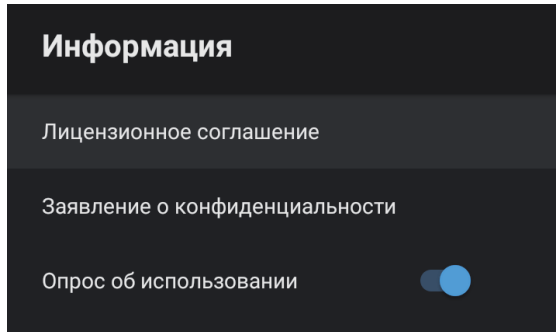 Информация
Лицензионное соглашение
Заявление о конфиденциальности
Опрос об использовании